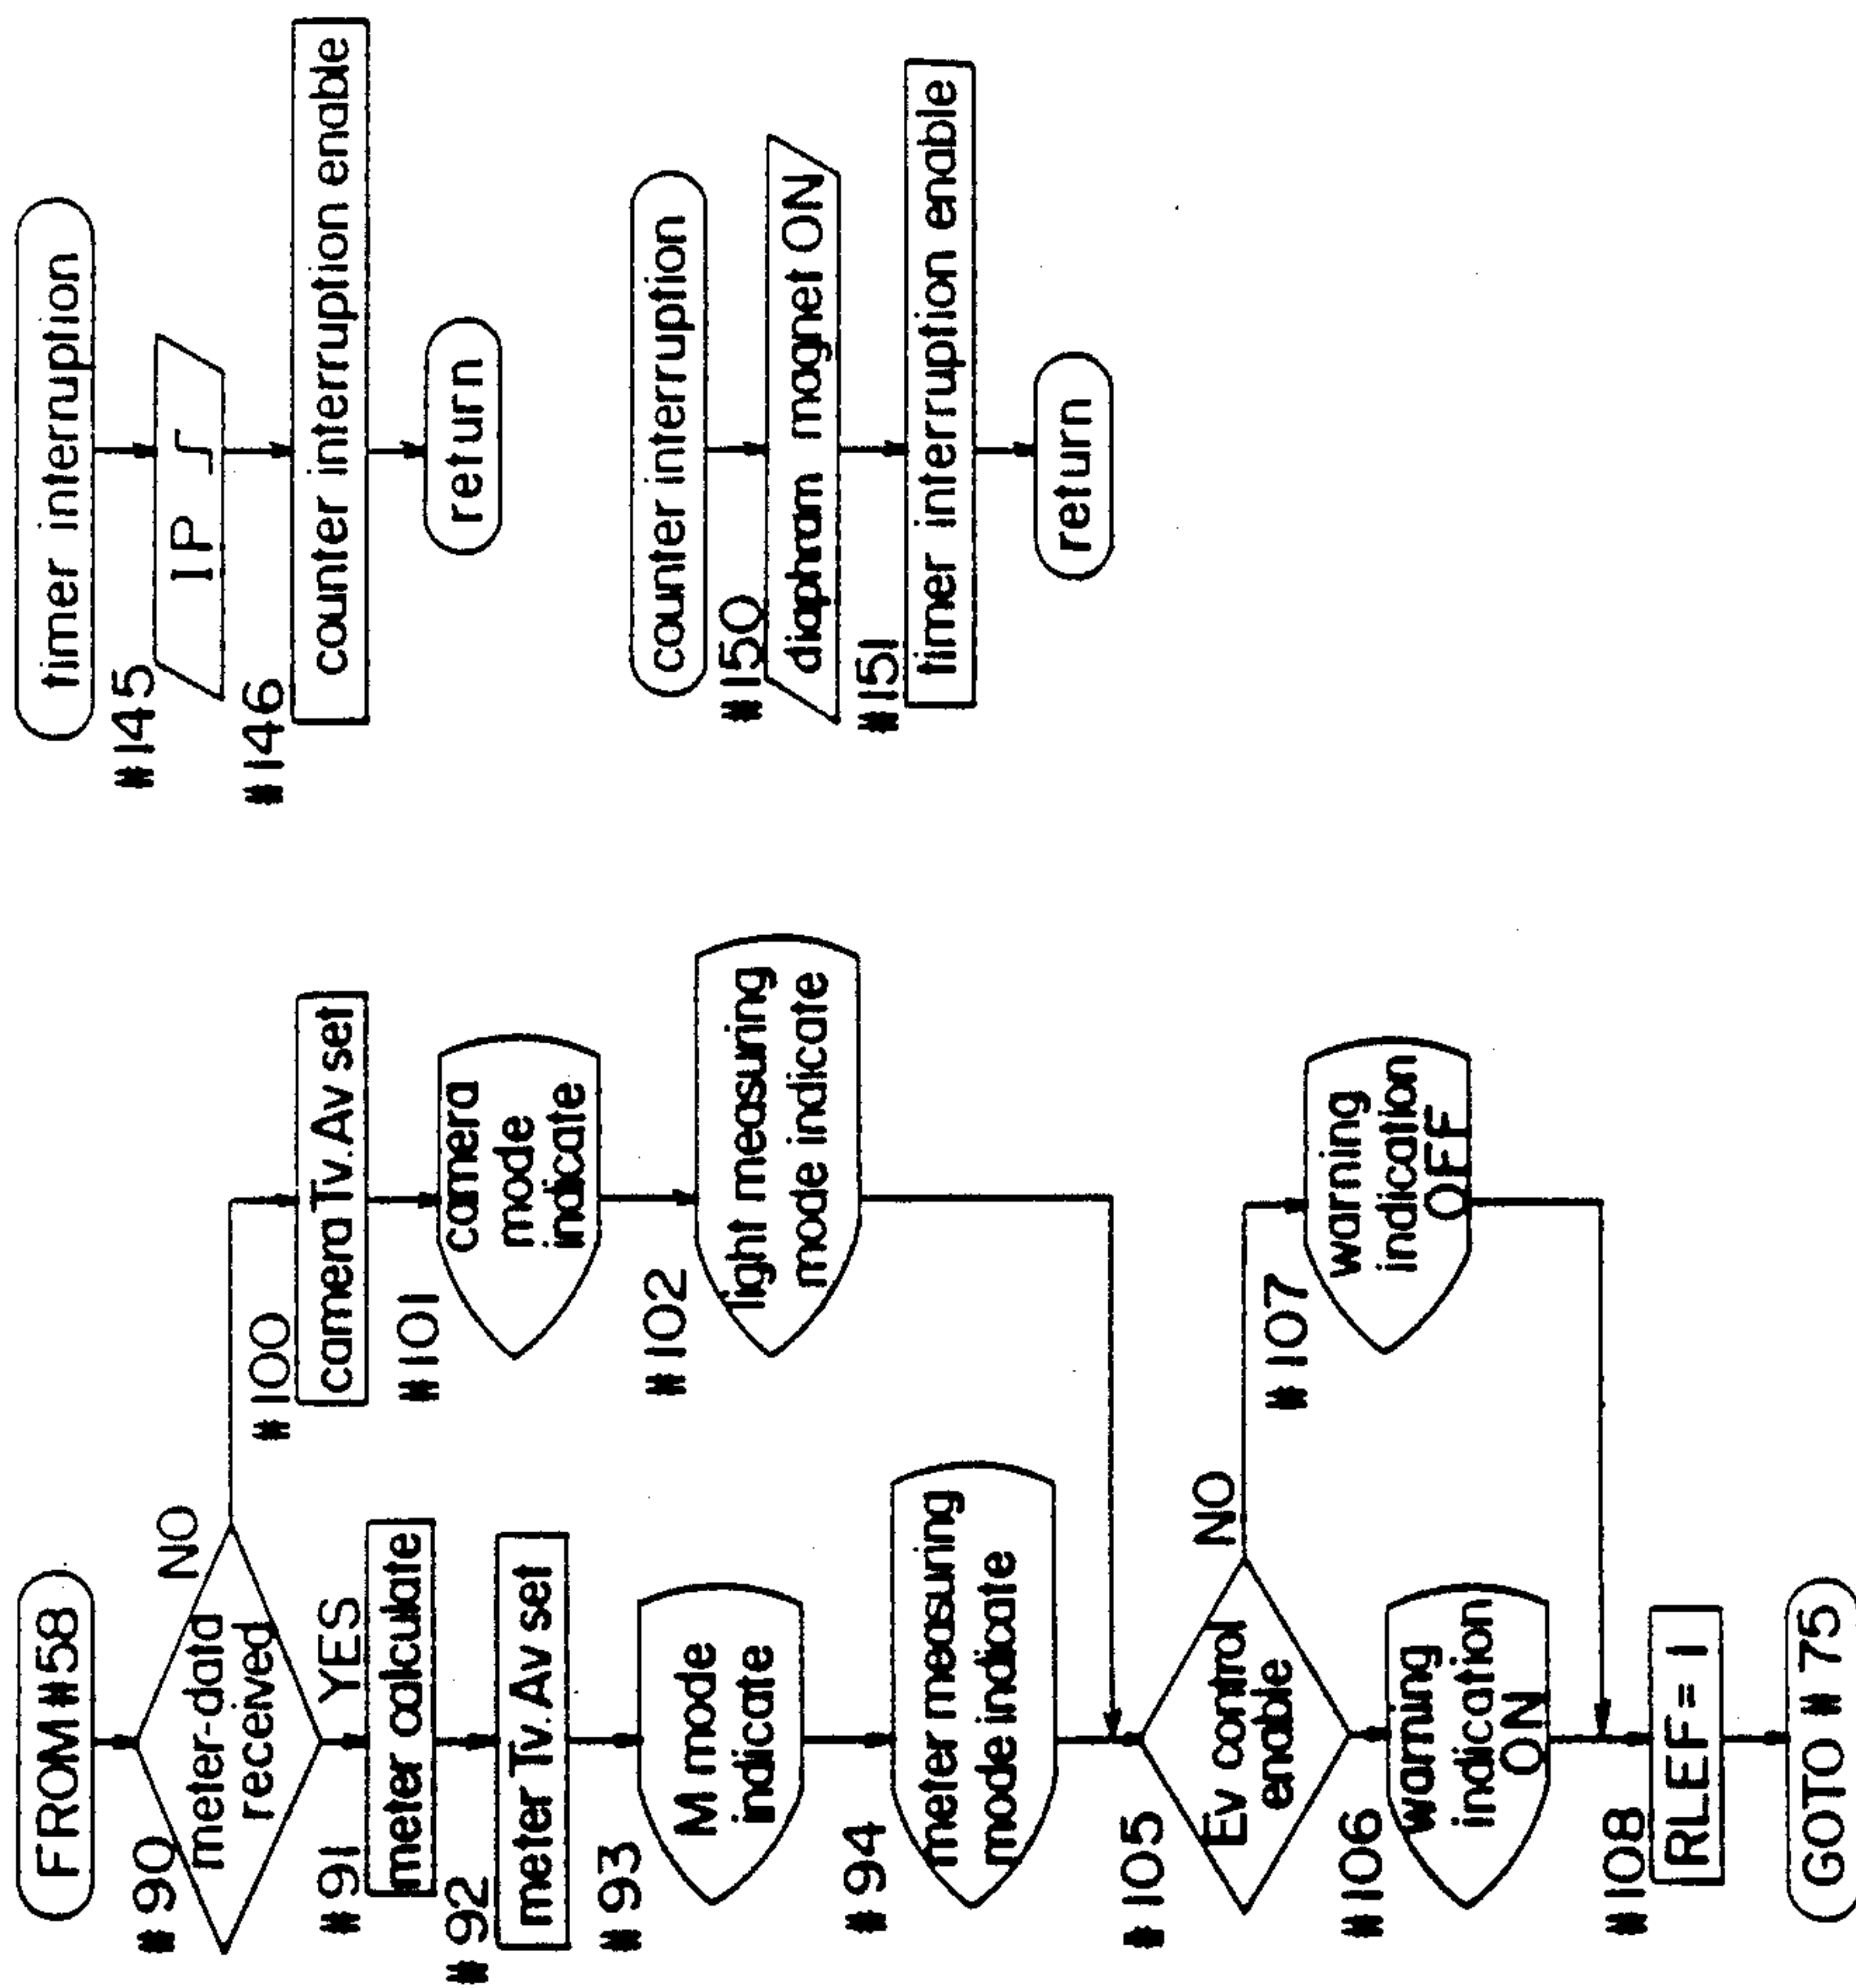 FROM #58
#90
meter-data
received
NO
#91
YES
meter calculate
#92
meter Tv.Av set
#93
M mode
indicate
#94
meter measuring
mode indicate
#100
camera Tv.Av set
#101
camera
mode
indicate
#102
light measuring
mode indicate
#105
Ev control
enable
NO
#106
warning
indication
ON
#107
warning
indication
OFF
#108
RLEF = 1
GOTO #75
timer interruption
#145
IP
#146
counter interruption enable
return
counter interruption
#150
diaphram mognet ON
#151
timer interruption enable
return